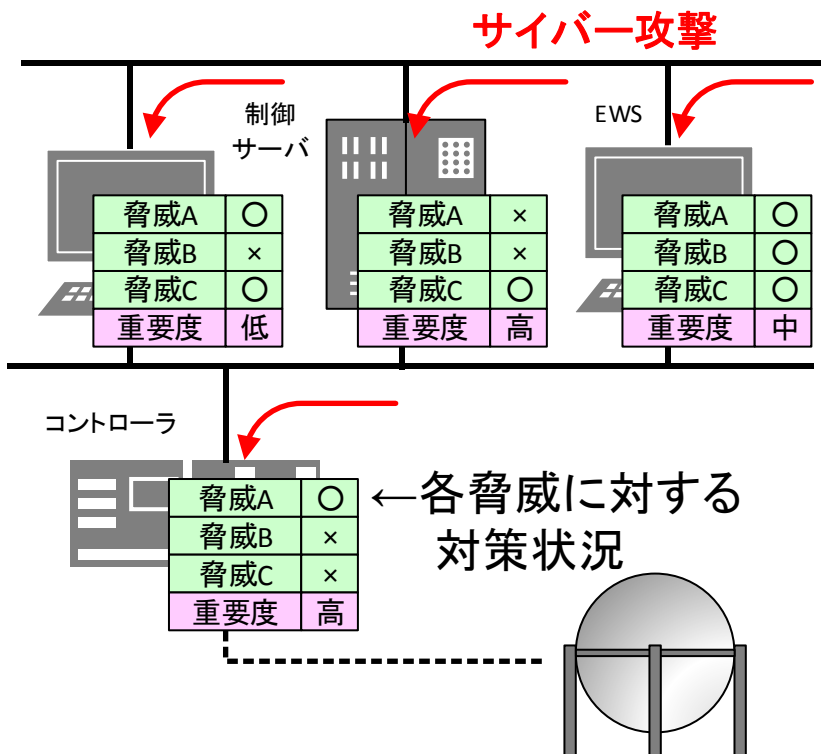 サイバー攻撃
制御
サーバ
EWS
脅威A 〇
脅威B ×
脅威C 〇
重要度 低
脅威A ×
脅威B ×
脅威C 〇
重要度 高
脅威A 〇
脅威B 〇
脅威C 〇
重要度 中
コントローラ
脅威A 〇
脅威B ×
脅威C ×
重要度 高
←各脅威に対する
対策状況